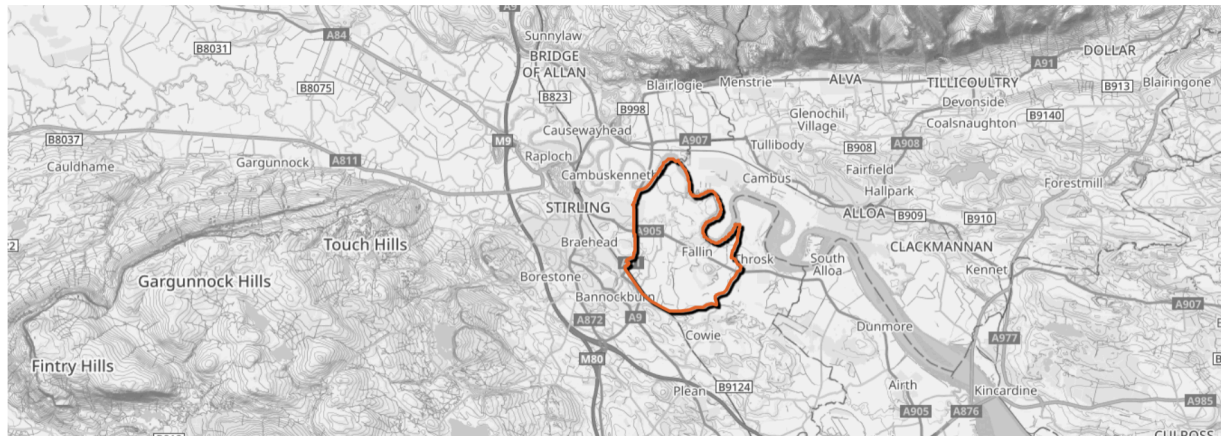 A9
Sunnylaw
A84
B8031
BRIDGE
OF ALLAN
DOLLAR
A91
B8075
Blairlogie
Menstrie
ALVA
TILLICOULTRY
B913
Blairingone
B823
B998
Devonside
Glenochil
Village
B9140
Coalsnaughton
Causewayhead
B8037
M9
A907
Tullibody
B908
A908
Cauldhame
Gargunnock
A811
Raploch
Cambuskenneth
Cambus
Fairfield
Hallpark
Forestmill
STIRLING
ALLOA
B909
B910
A905
Touch Hills
Braehead
Fallin
Throsk
South
Alloa
CLACKMANNAN
Kennet
Borestone
Gargunnock Hills
Bannockburn
A907
A872
A9
Cowie
Dunmore
A977
M80
Fintry Hills
Plean
B9124
Airth
Kincardine
A905
A876
A985
CULROSS